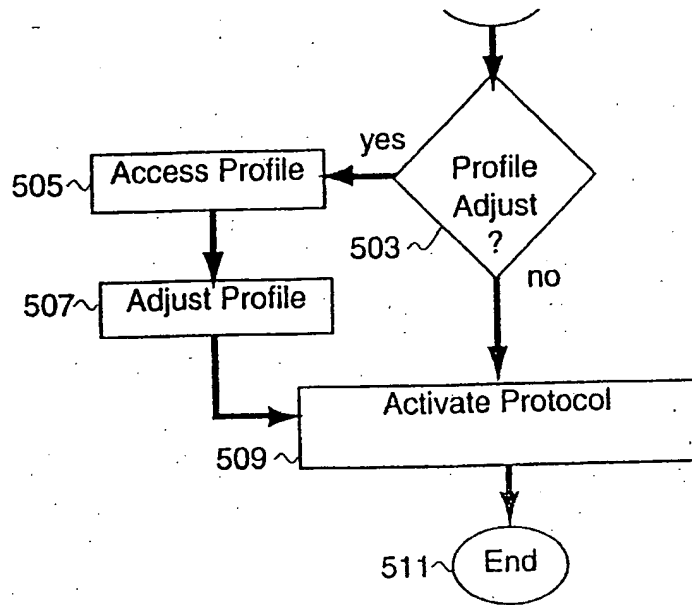 yes
505 Access Profile
Profile
Adjust
?
503
no
507 Adjust Profile
Activate Protocol
509
511 End